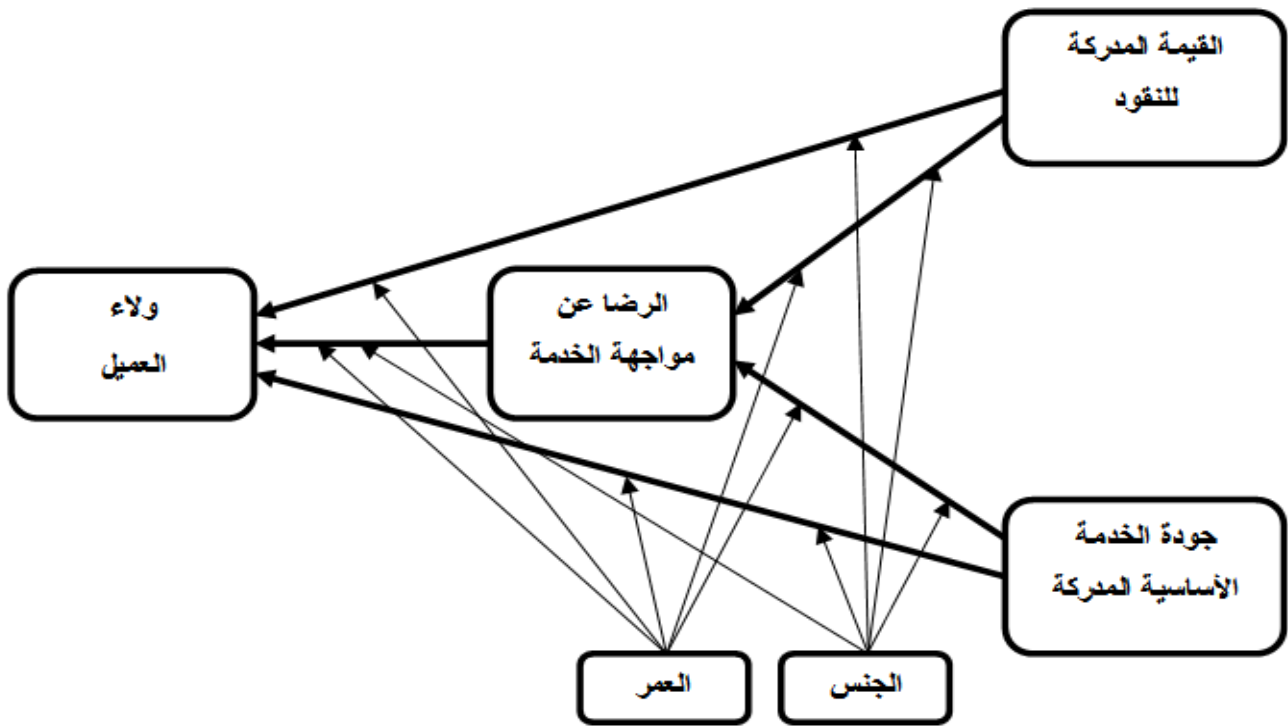 القيمة المدركة
للنقود
الرضا عن
مواجهة الخدمة
ولاء
العميل
جودة الخدمة
الأساسية المدركة
الجنس
العمر